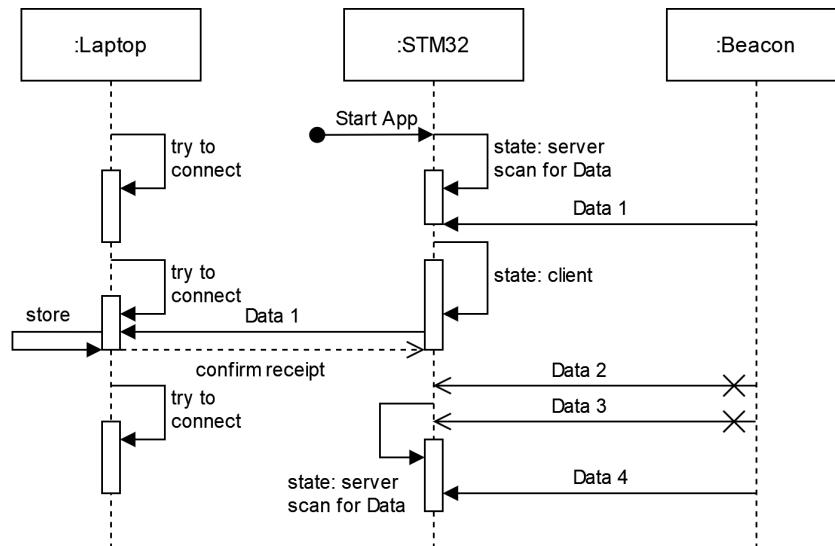 :Laptop
:STM32
:Beacon
Start App
try to
connect
state: server
scan for Data
Data 1
try to
connect
state: client
store
Data 1
confirm receipt
Data 2
try to
connect
Data 3
state: server
scan for Data
Data 4